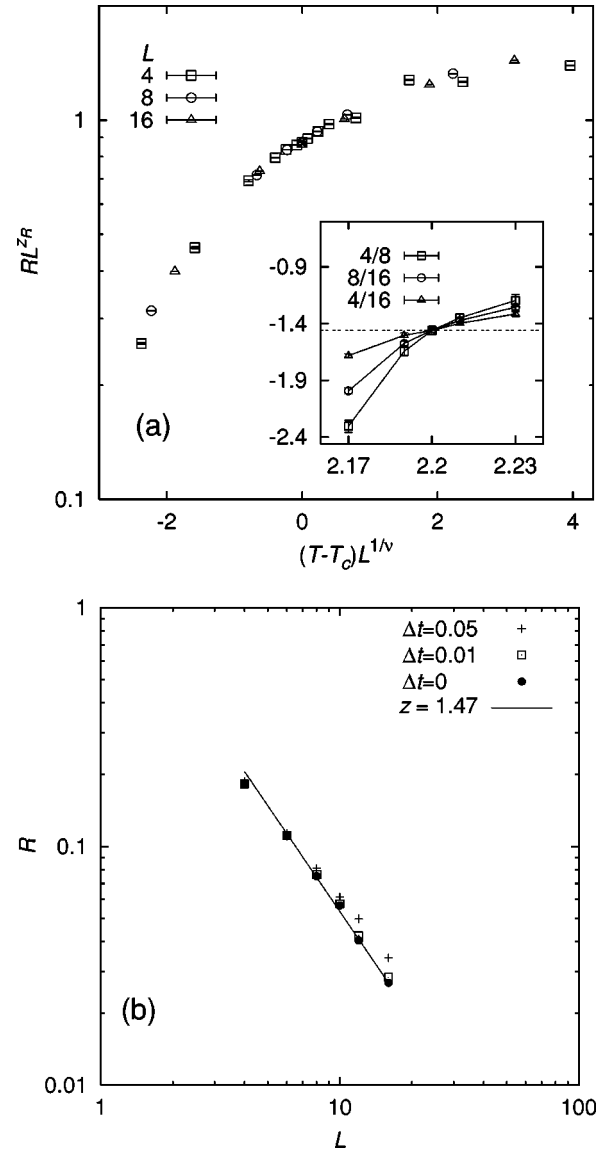 L
4
8
16
1
RL^{z_R}
4/8
8/16
4/16
-0.9
-1.4
-1.9
-2.4
2.17 2.2 2.23
(a)
0.1
-2 0 2 4
(T-T_c)L^{1/ν}
1
Δt=0.05
Δt=0.01
Δt=0
z = 1.47
R
0.1
(b)
0.01
1 10 100
L